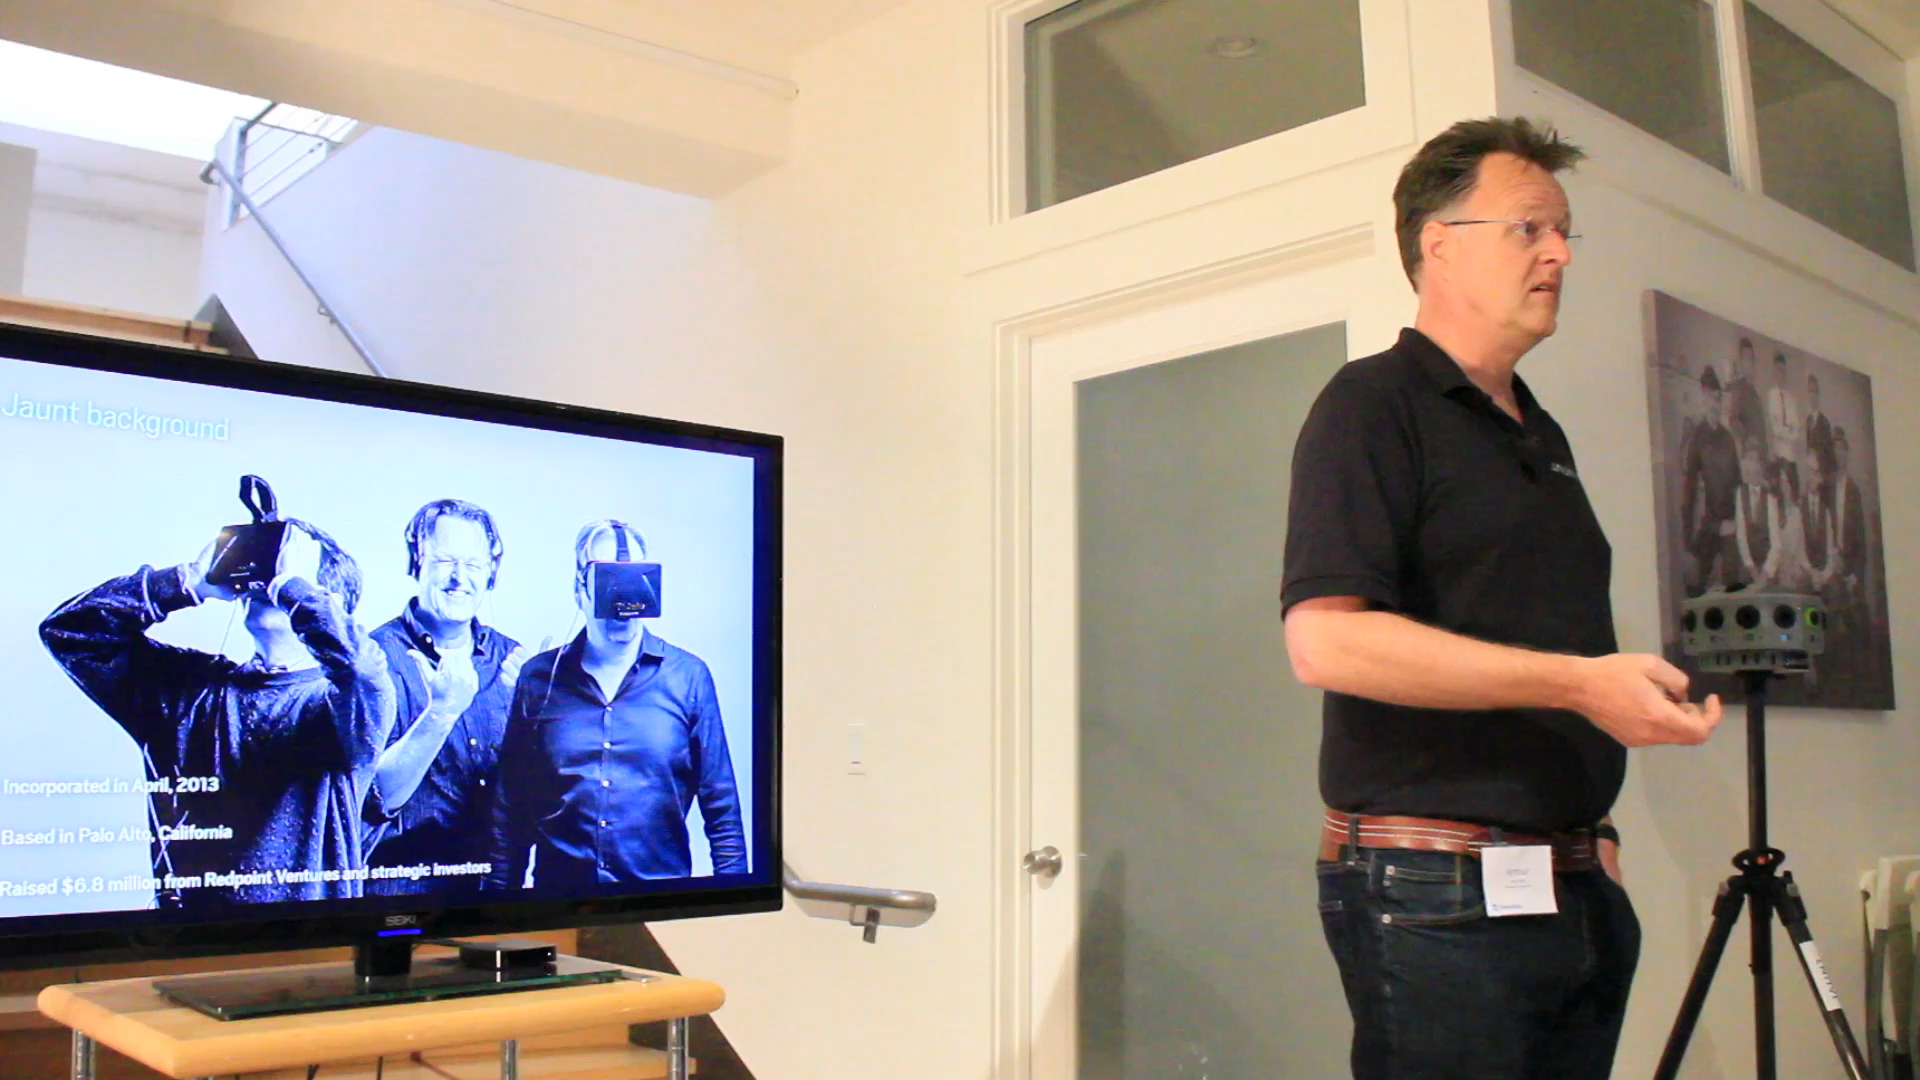 Jaunt background
Incorporated in April, 2013
Based in Palo Alto, California
Raised $6.8 million from Redpoint Ventures and strategic investors
SEIKI
JAUNT